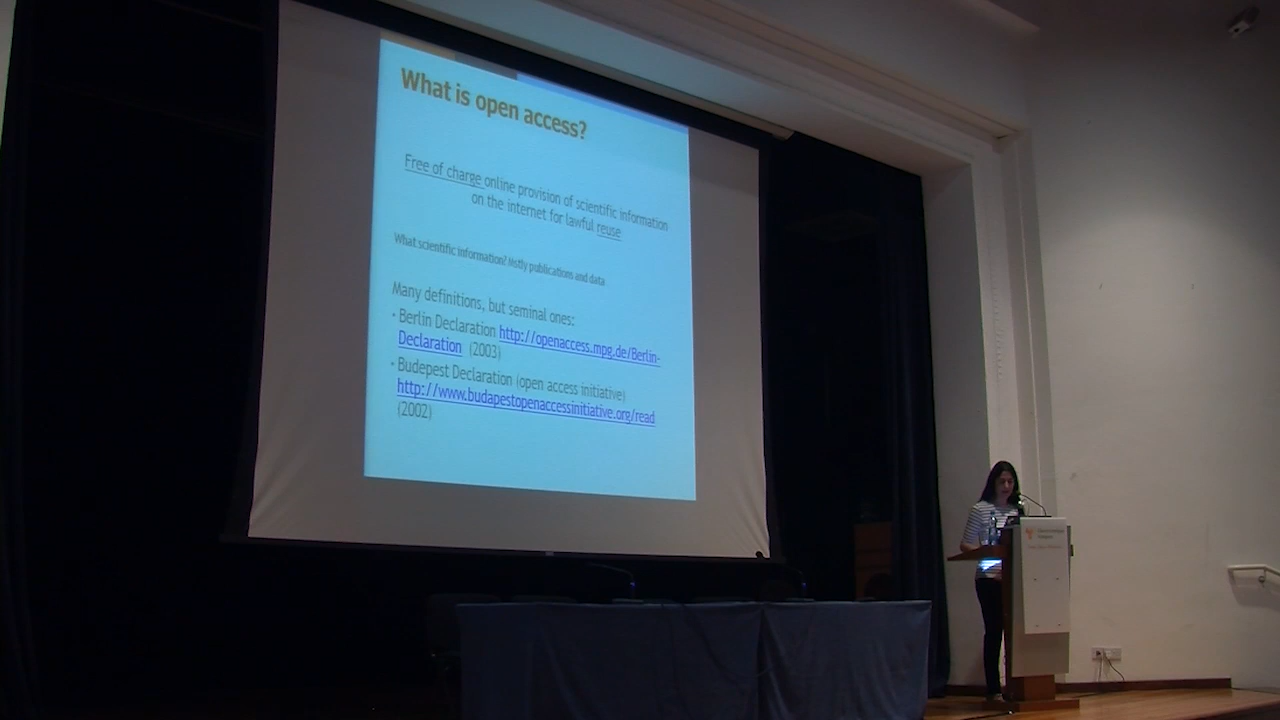 What is open access?
Free of charge online provision of scientific information
on the internet for lawful reuse
What scientific information? Mstly publications and data
Many definitions, but seminal ones:
• Berlin Declaration http://openaccess.mpg.de/Berlin-
Declaration (2003)
• Budepest Declaration (open access initiative)
http://www.budapestopenaccessinitiative.org/read
(2002)